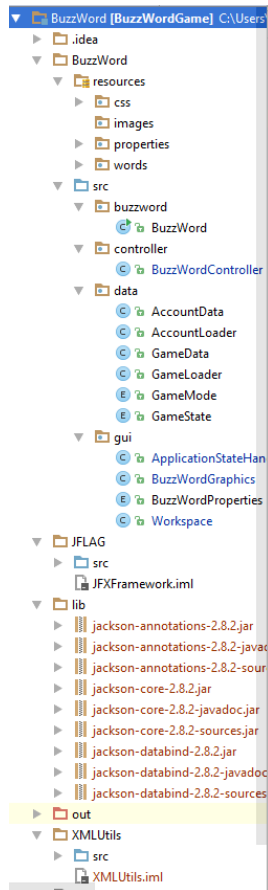 BuzzWord [BuzzWordGame] C:\Users\
.idea
BuzzWord
resources
css
images
properties
words
src
buzzword
BuzzWord
controller
BuzzWordController
data
AccountData
AccountLoader
GameData
GameLoader
GameMode
GameState
gui
ApplicationStateHan
BuzzWordGraphics
BuzzWordProperties
Workspace
JFLAG
src
JFXFramework.iml
lib
jackson-annotations-2.8.2.jar
jackson-annotations-2.8.2-javadoc
jackson-annotations-2.8.2-sour
jackson-core-2.8.2.jar
jackson-core-2.8.2-javadoc.jar
jackson-core-2.8.2-sources.jar
jackson-databind-2.8.2.jar
jackson-databind-2.8.2-javadoc
jackson-databind-2.8.2-sources
out
XMLUtils
src
XMLUtils.iml